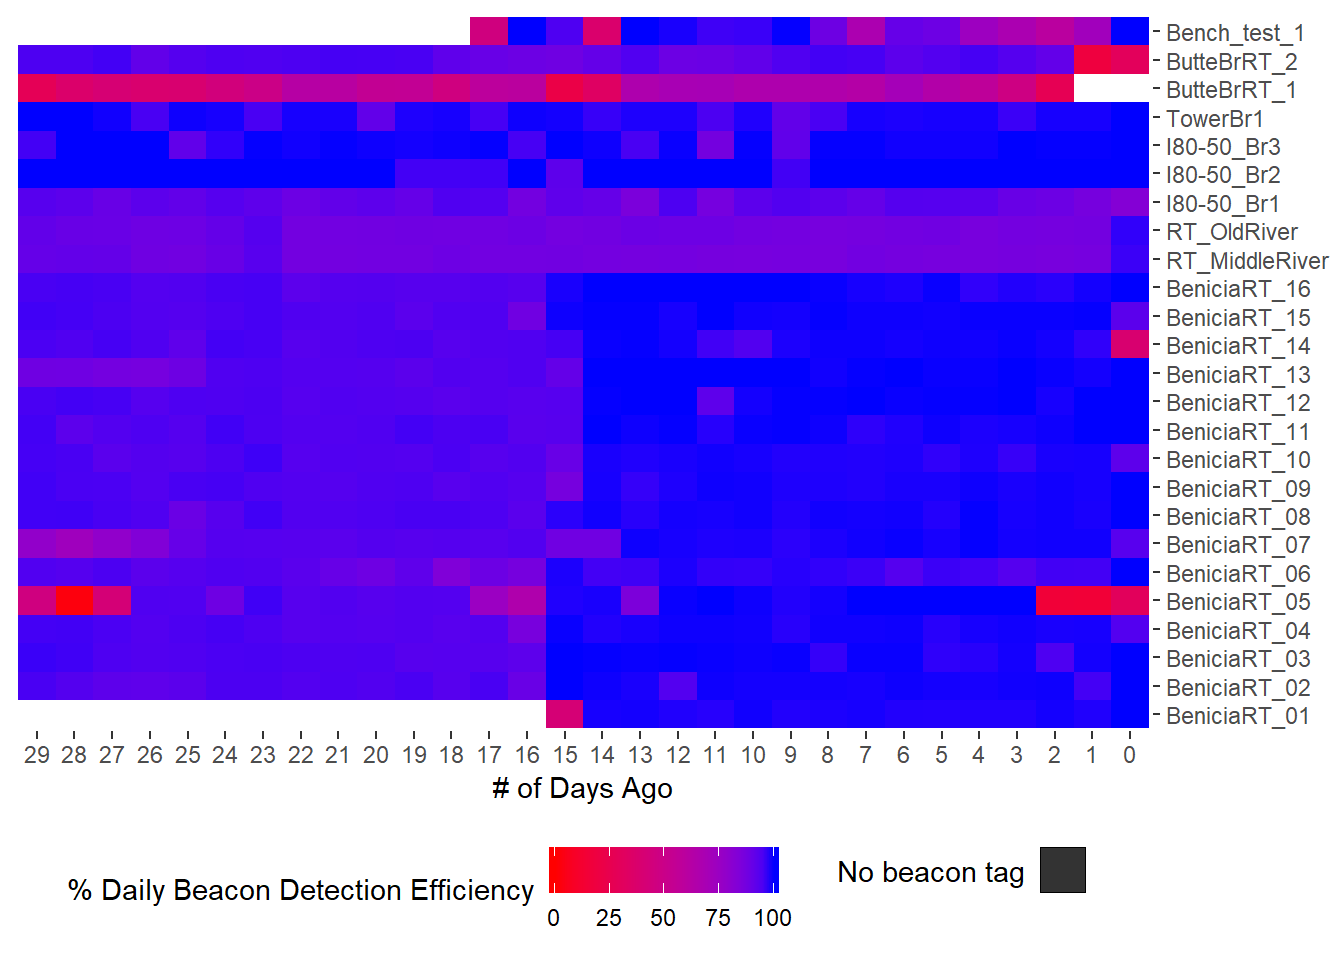 Bench_test_1
ButteBrRT_2
ButteBrRT_1
TowerBr1
I80-50_Br3
I80-50_Br2
I80-50_Br1
RT_OldRiver
RT_MiddleRiver
BeniciaRT_16
BeniciaRT_15
BeniciaRT_14
BeniciaRT_13
BeniciaRT_12
BeniciaRT_11
BeniciaRT_10
BeniciaRT_09
BeniciaRT_08
BeniciaRT_07
BeniciaRT_06
BeniciaRT_05
BeniciaRT_04
BeniciaRT_03
BeniciaRT_02
BeniciaRT_01
29 28 27 26 25 24 23 22 21 20 19 18 17 16 15 14 13 12 11 10 9 8 7 6 5 4 3 2 1 0
# of Days Ago
% Daily Beacon Detection Efficiency
0 25 50 75 100
No beacon tag